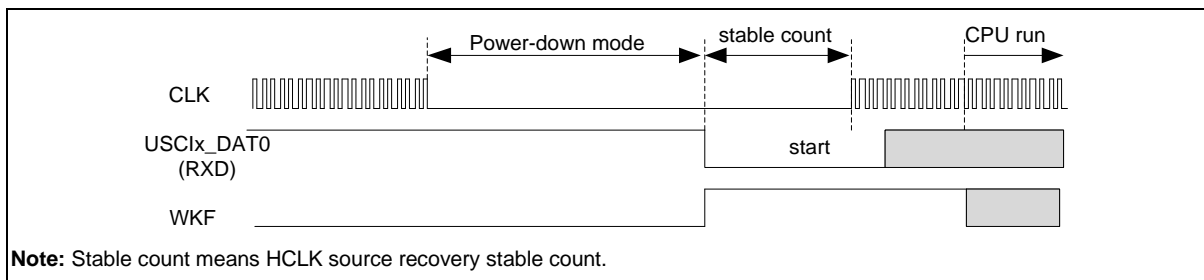 Power-down mode
stable count
CPU run
CLK
USCIx_DAT0
(RXD)
start
WKF
Note: Stable count means HCLK source recovery stable count.